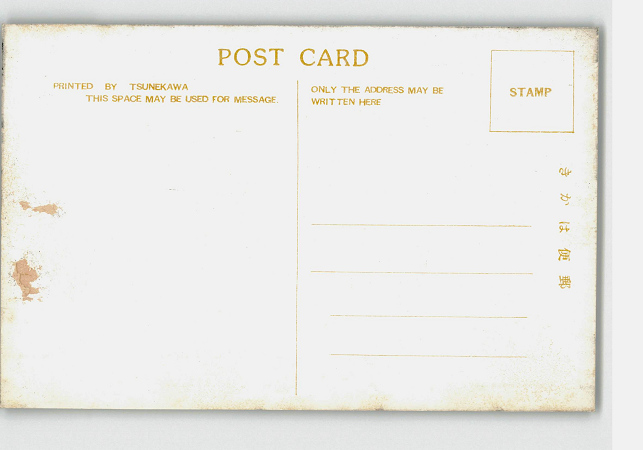 POST CARD
PRINTED BY TSUNEKAWA
THIS SPACE MAY BE USED FOR MESSAGE.
ONLY THE ADDRESS MAY BE
WRITTEN HERE
STAMP
きかは便郵